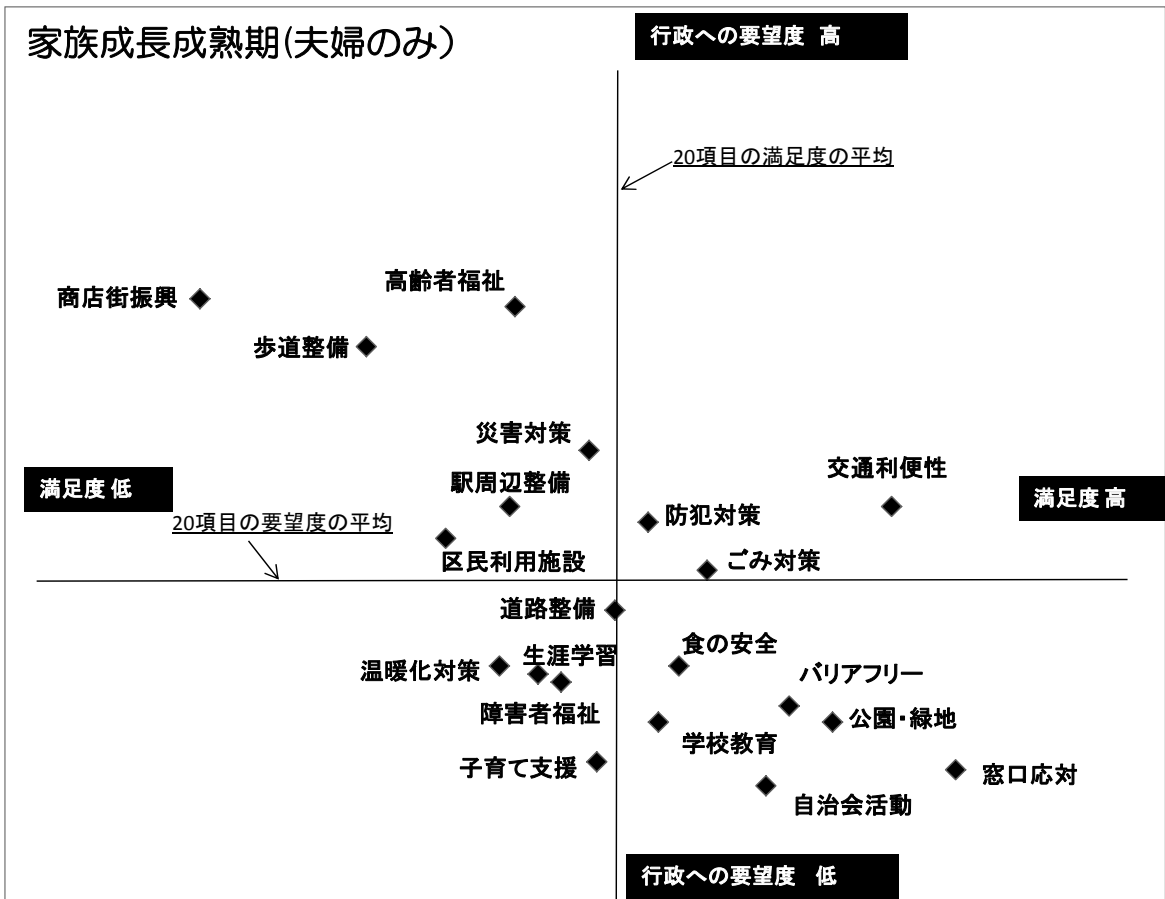 家族成長成熟期(夫婦のみ)
行政への要望度 高
20項目の満足度の平均
高齢者福祉
商店街振興
歩道整備
災害対策
交通利便性
駅周辺整備
満足度 低
満足度 高
防犯対策
20項目の要望度の平均
区民利用施設
ごみ対策
道路整備
食の安全
生涯学習
温暖化対策
バリアフリー
障害者福祉
公園・緑地
学校教育
子育て支援
窓口応対
自治会活動
行政への要望度 低